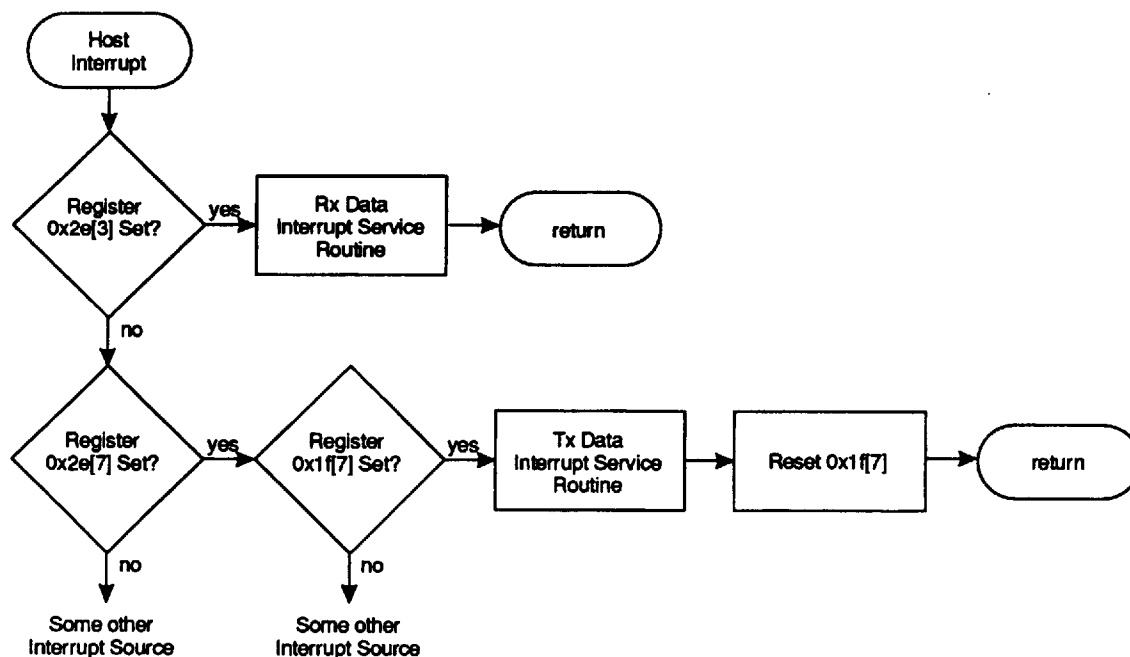 Host
Interrupt
Register
0x2e[3] Set?
yes
Rx Data
Interrupt Service
Routine
return
no
Register
0x2e[7] Set?
yes
Register
0x1f[7] Set?
yes
Tx Data
Interrupt Service
Routine
Reset 0x1f[7]
return
no
no
Some other
Interrupt Source
Some other
Interrupt Source